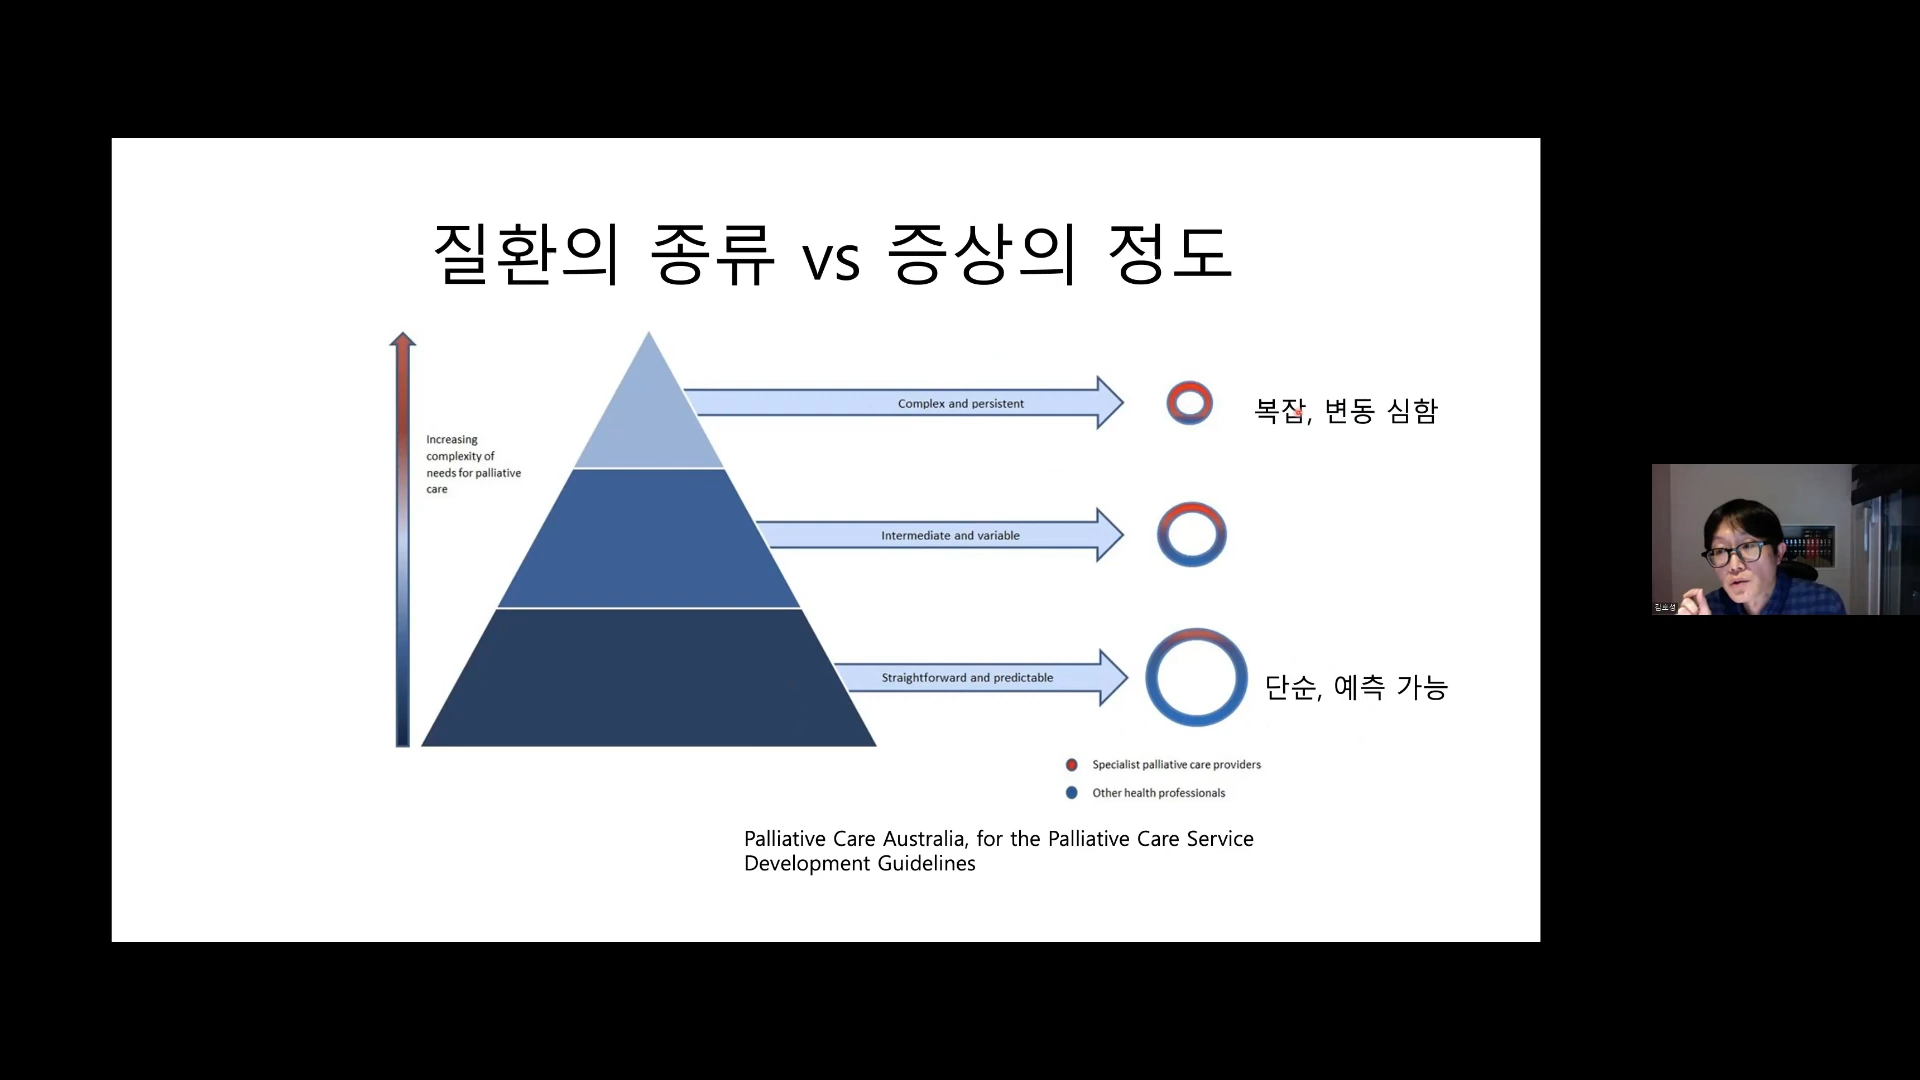 질환의 종류 vs 증상의 정도
Increasing
complexity of
needs for palliative
care
Complex and persistent
복잡, 변동 심함
Intermediate and variable
Straightforward and predictable
단순, 예측 가능
Specialist palliative care providers
Other health professionals
Palliative Care Australia, for the Palliative Care Service
Development Guidelines